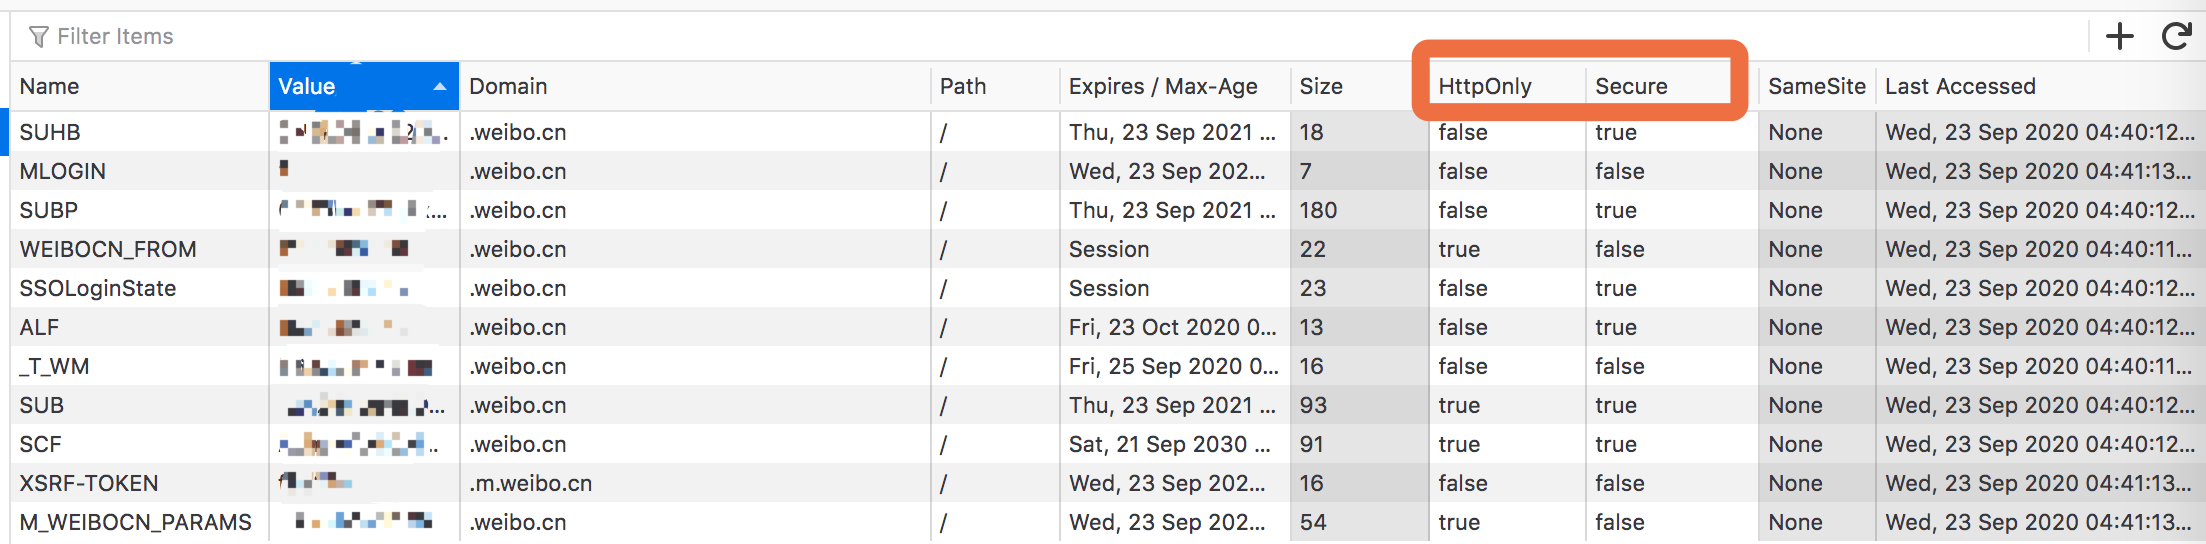 Filter Items
Name Value Domain Path Expires / Max-Age Size HttpOnly Secure SameSite Last Accessed
SUHB .weibo.cn / Thu, 23 Sep 2021 ... 18 false true None Wed, 23 Sep 2020 04:40:12...
MLOGIN .weibo.cn / Wed, 23 Sep 202... 7 false false None Wed, 23 Sep 2020 04:41:13...
SUBP .weibo.cn / Thu, 23 Sep 2021 ... 180 false true None Wed, 23 Sep 2020 04:40:12...
WEIBOCN_FROM .weibo.cn / Session 22 true false None Wed, 23 Sep 2020 04:40:11...
SSOLoginState .weibo.cn / Session 23 false true None Wed, 23 Sep 2020 04:40:12...
ALF .weibo.cn / Fri, 23 Oct 2020 0... 13 false true None Wed, 23 Sep 2020 04:40:12...
_T_WM .weibo.cn / Fri, 25 Sep 2020 0... 16 false false None Wed, 23 Sep 2020 04:40:11...
SUB .weibo.cn / Thu, 23 Sep 2021 ... 93 true true None Wed, 23 Sep 2020 04:40:12...
SCF .weibo.cn / Sat, 21 Sep 2030 ... 91 true true None Wed, 23 Sep 2020 04:40:12...
XSRF-TOKEN .m.weibo.cn / Wed, 23 Sep 202... 16 false false None Wed, 23 Sep 2020 04:41:13...
M_WEIBOCN_PARAMS .weibo.cn / Wed, 23 Sep 202... 54 true false None Wed, 23 Sep 2020 04:41:13...